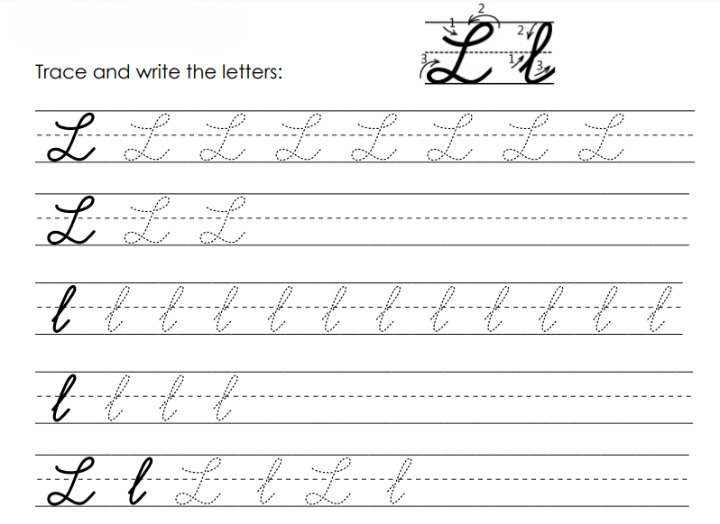 1 2 2 3 L 1 l 3
Trace and write the letters:
L L L L L L L L
L L L
l l l l l l l l l l l l
l l l l
L l L l L l